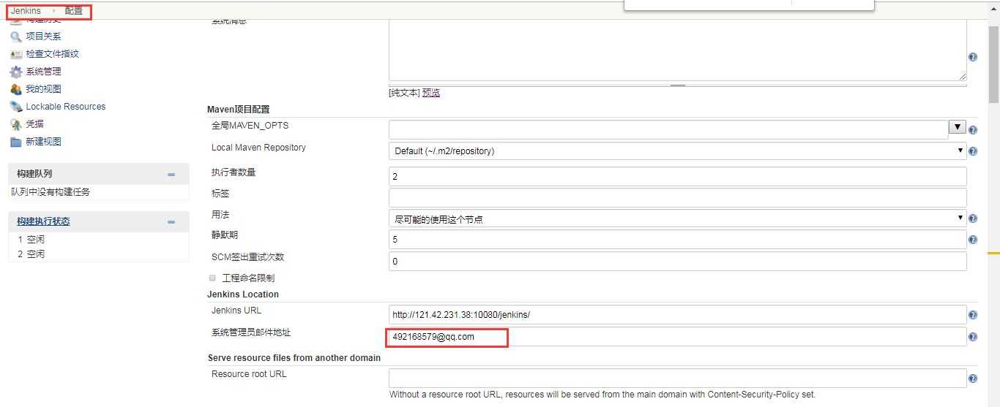 Jenkins 配置
构建历史
项目关系
检查文件指纹
系统管理
我的视图
Lockable Resources
凭据
新建视图
构建队列
队列中没有构建任务
构建执行状态
1 空闲
2 空闲
系统消息
[纯文本] 预览
Maven项目配置
全局MAVEN_OPTS
Local Maven Repository Default (~/.m2/repository)
执行者数量 2
标签
用法 尽可能的使用这个节点
静默期 5
SCM签出重试次数 0
工程命名限制
Jenkins Location
Jenkins URL http://121.42.231.38:10080/jenkins/
系统管理员邮件地址 492168579@qq.com
Serve resource files from another domain
Resource root URL
Without a resource root URL, resources will be served from the main domain with Content-Security-Policy set.